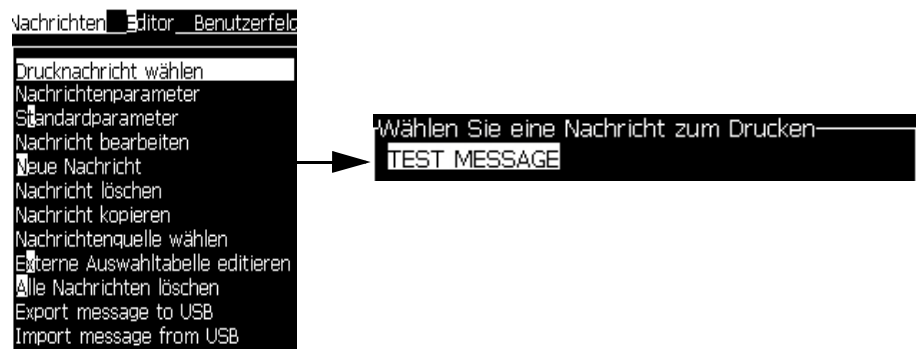 Nachrichten Editor Benutzerfeld
Drucknachricht wählen
Nachrichtenparameter
Standardparameter
Nachricht bearbeiten
Neue Nachricht
Nachricht löschen
Nachricht kopieren
Nachrichtenquelle wählen
Externe Auswahltabelle editieren
Alle Nachrichten löschen
Export message to USB
Import message from USB
Wählen Sie eine Nachricht zum Drucken
TEST MESSAGE